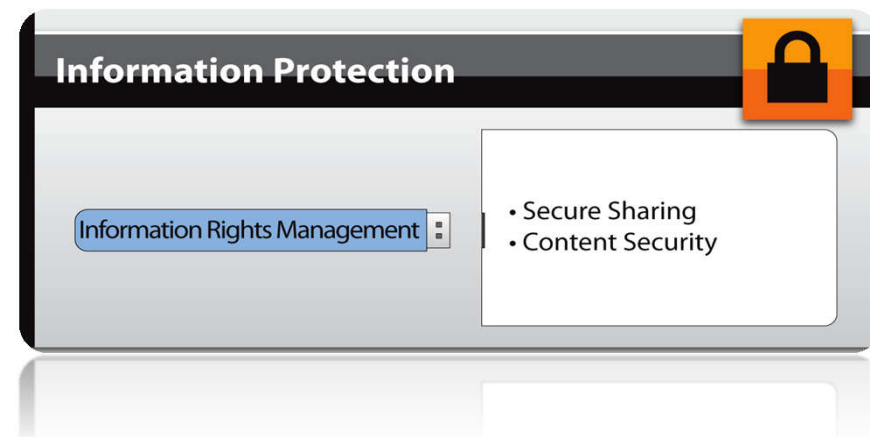 Information Protection
Information Rights Management
• Secure Sharing
• Content Security